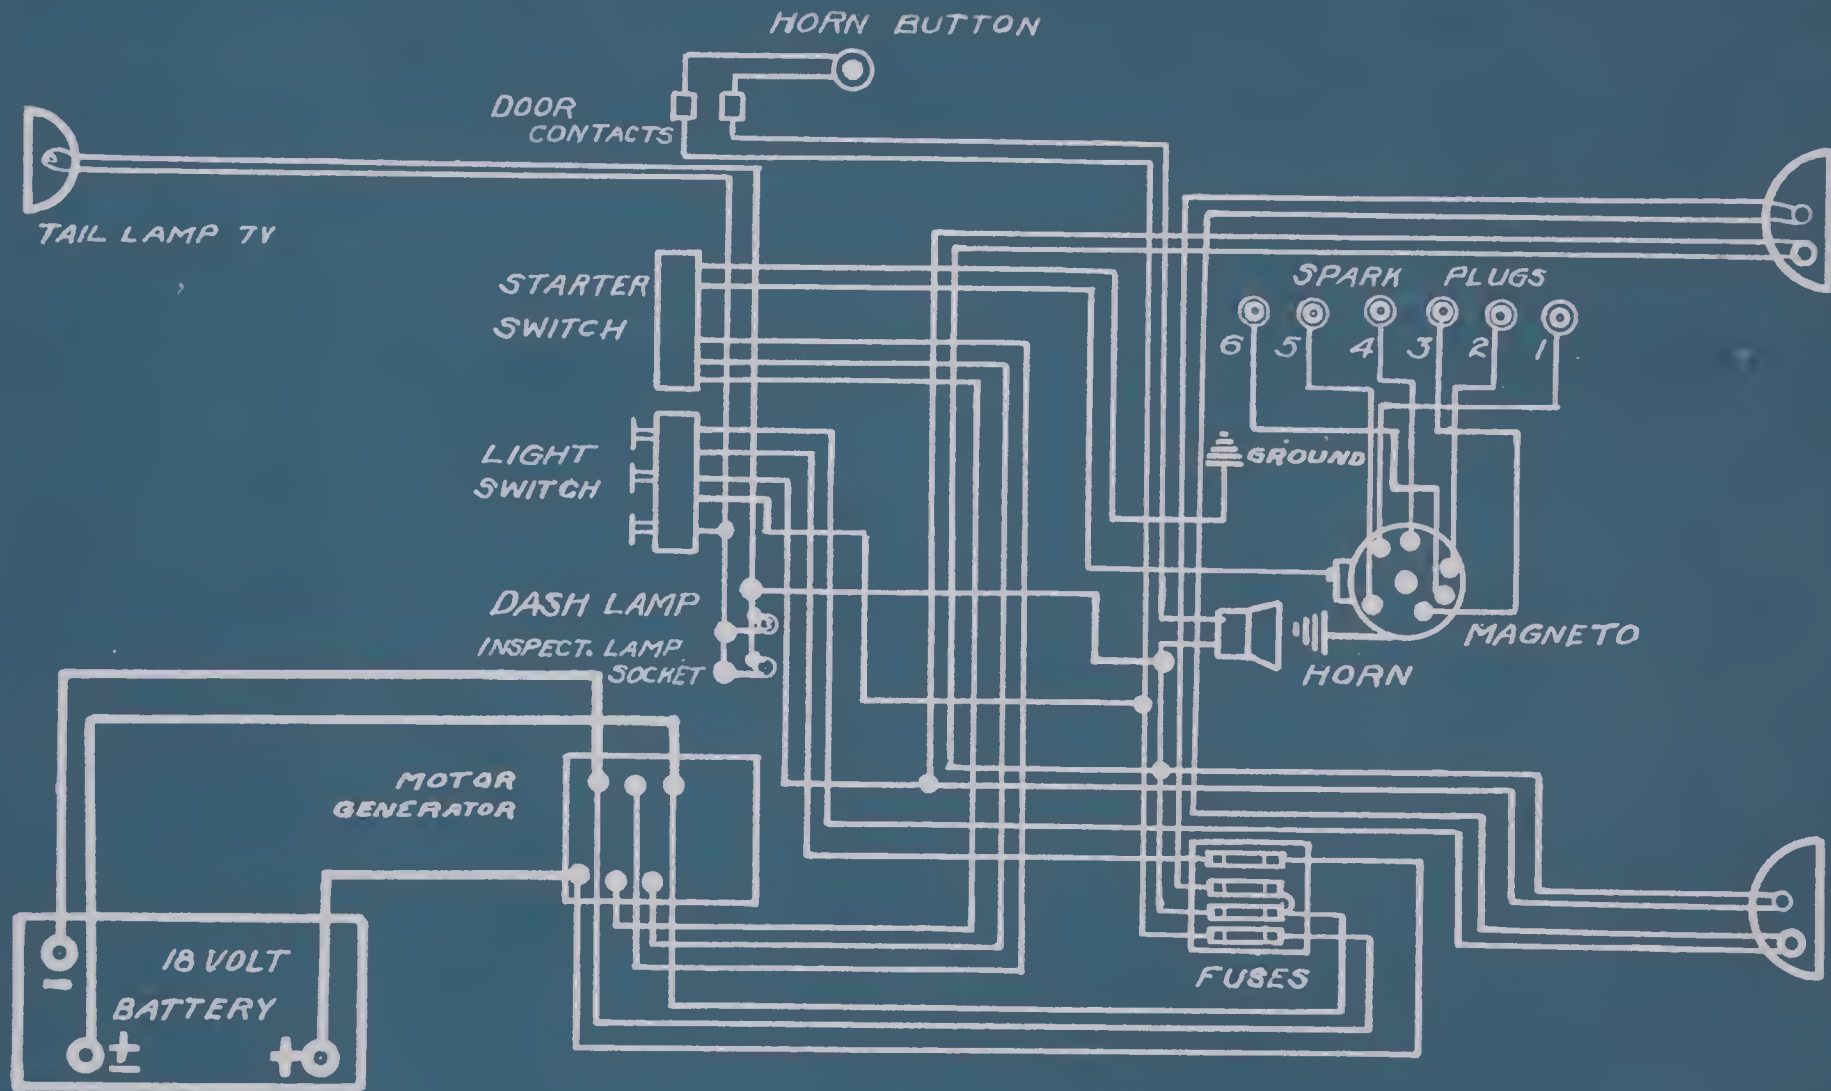 HORN BUTTON
DOOR
CONTACTS
TAIL LAMP 7V
STARTER
SWITCH
SPARK PLUGS
6 5 4 3 2 1
LIGHT
SWITCH
GROUND
DASH LAMP
INSPECT. LAMP
SOCKET
MAGNETO
HORN
MOTOR
GENERATOR
18 VOLT
BATTERY
-
±
+
FUSES